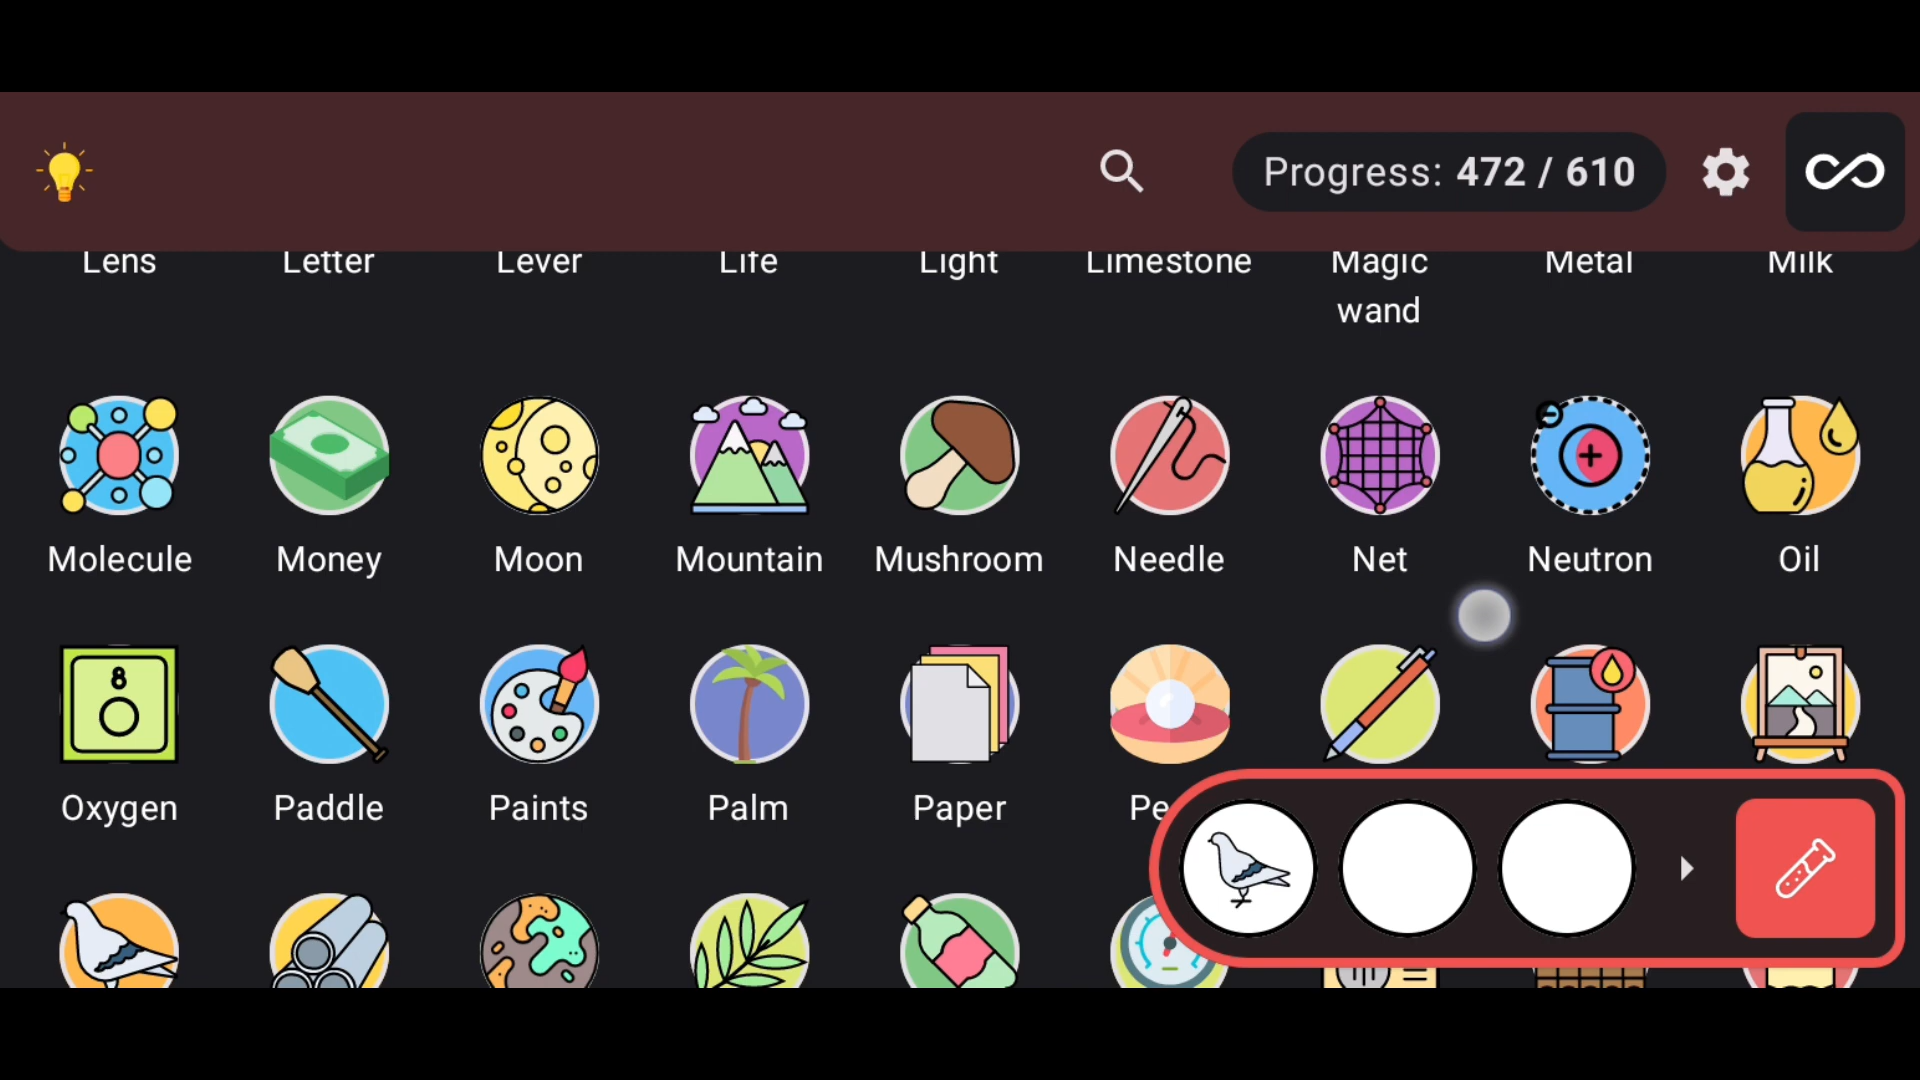 Progress: 472 / 610
Lens Letter Lever Life Light Limestone Magic wand Metal Milk
Molecule Money Moon Mountain Mushroom Needle Net Neutron Oil
8
O
Oxygen Paddle Paints Palm Paper